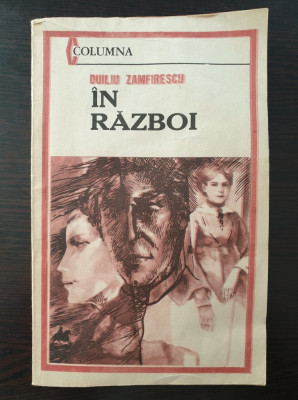 COLUMNA
DUILIU ZAMFIRESCU
ÎN
RĂZBOI